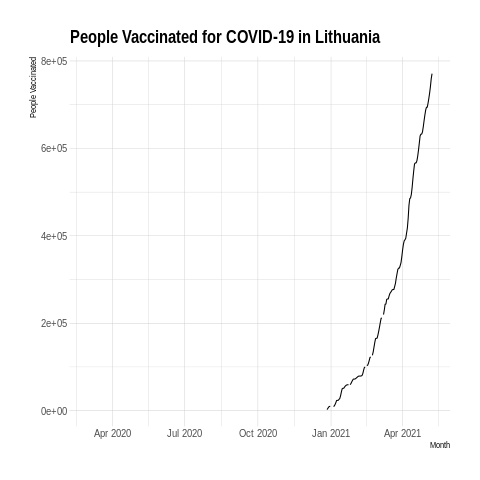 People Vaccinated for COVID-19 in Lithuania
People Vaccinated
8e+05
6e+05
4e+05
2e+05
0e+00
Apr 2020
Jul 2020
Oct 2020
Jan 2021
Apr 2021
Month